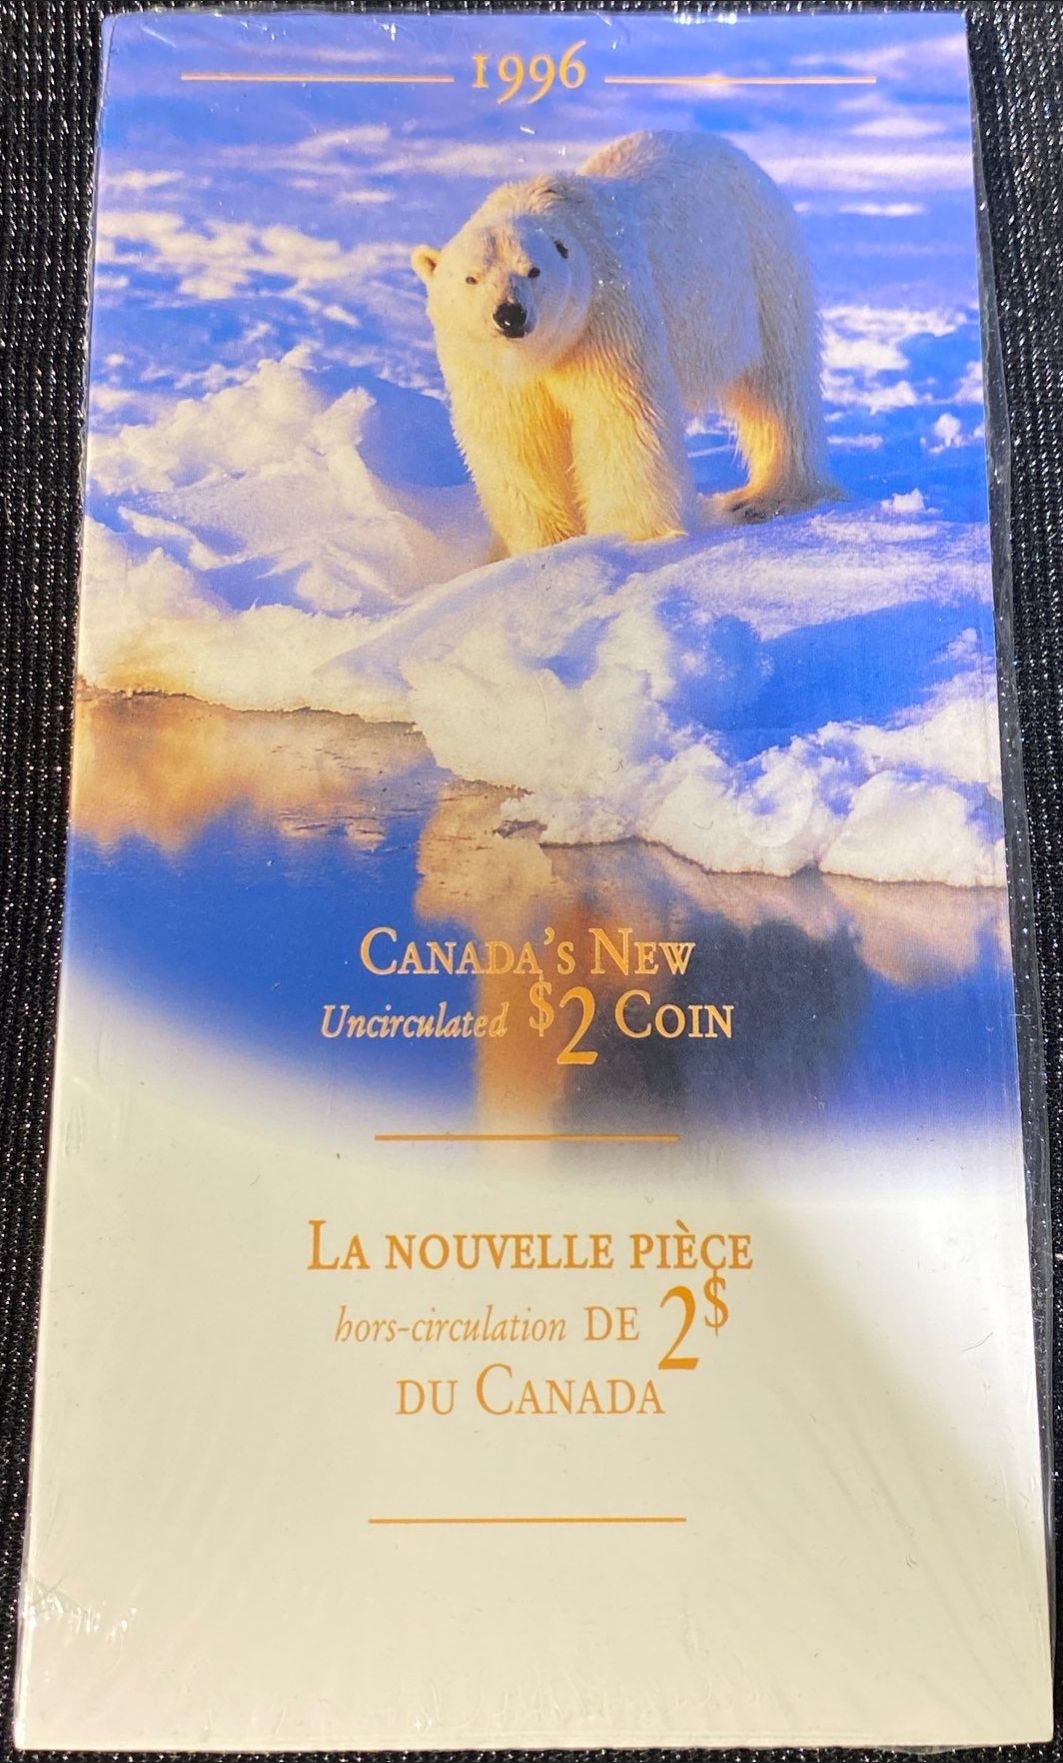 1996
CANADA'S NEW
Uncirculated $2 COIN
LA NOUVELLE PIÈCE
hors-circulation DE 2$
DU CANADA